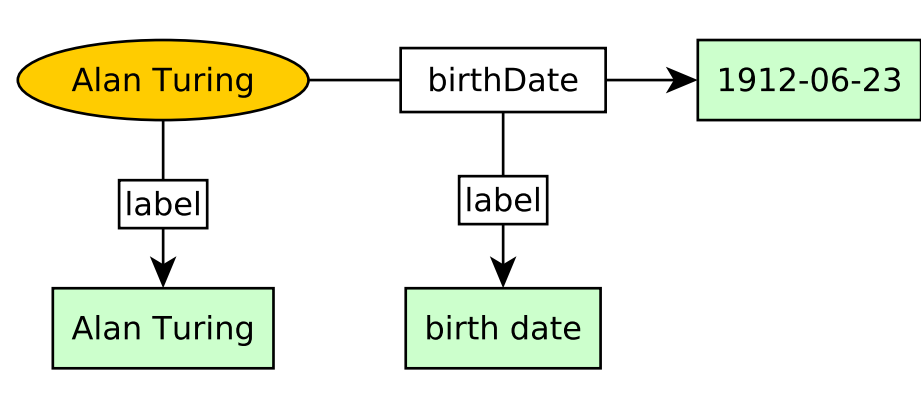 Alan Turing
birthDate
1912-06-23
label
label
Alan Turing
birth date